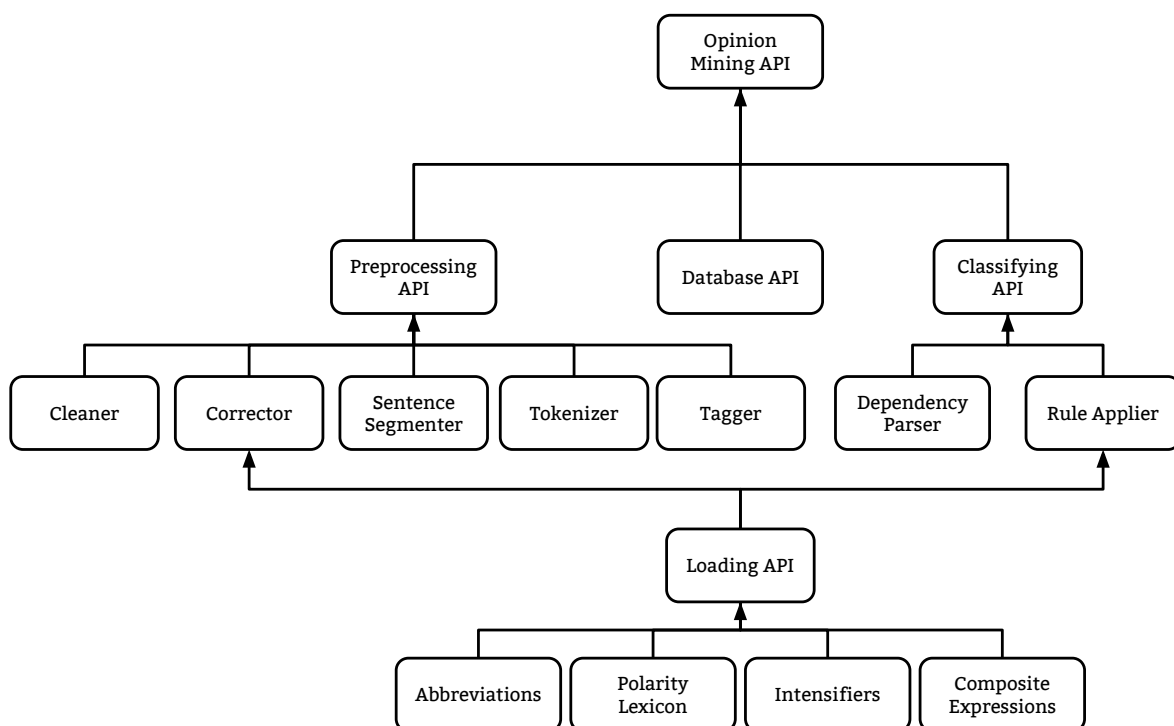 Opinion
Mining API
Preprocessing
API
Database API
Classifying
API
Cleaner
Corrector
Sentence
Segmenter
Tokenizer
Tagger
Dependency
Parser
Rule Applier
Loading API
Abbreviations
Polarity
Lexicon
Intensifiers
Composite
Expressions